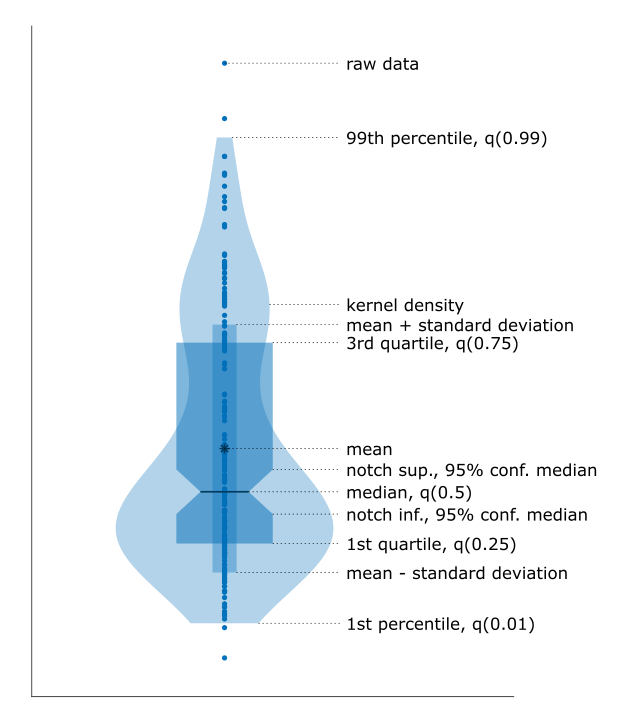 raw data
99th percentile, q(0.99)
kernel density
mean + standard deviation
3rd quartile, q(0.75)
mean
notch sup., 95% conf. median
median, q(0.5)
notch inf., 95% conf. median
1st quartile, q(0.25)
mean - standard deviation
1st percentile, q(0.01)